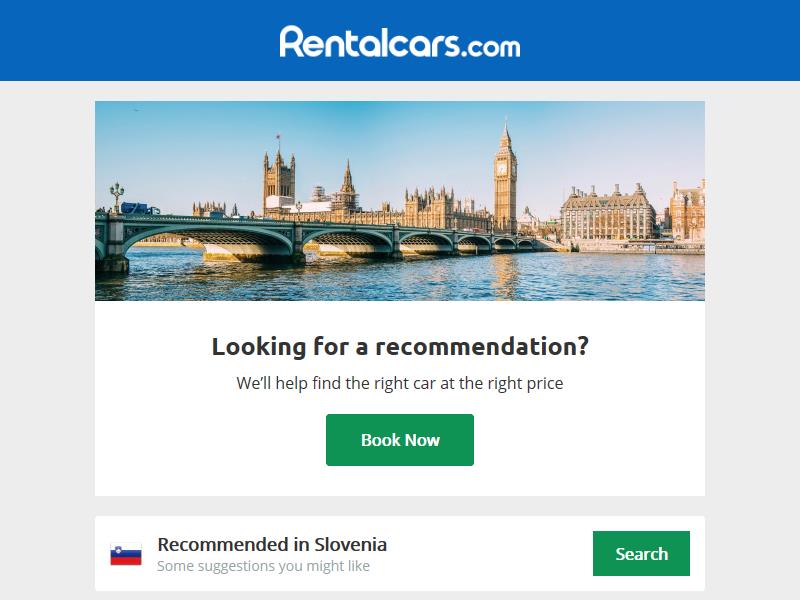 Rentalcars.com
Looking for a recommendation?
We’ll help find the right car at the right price
Book Now
Recommended in Slovenia
Some suggestions you might like
Search